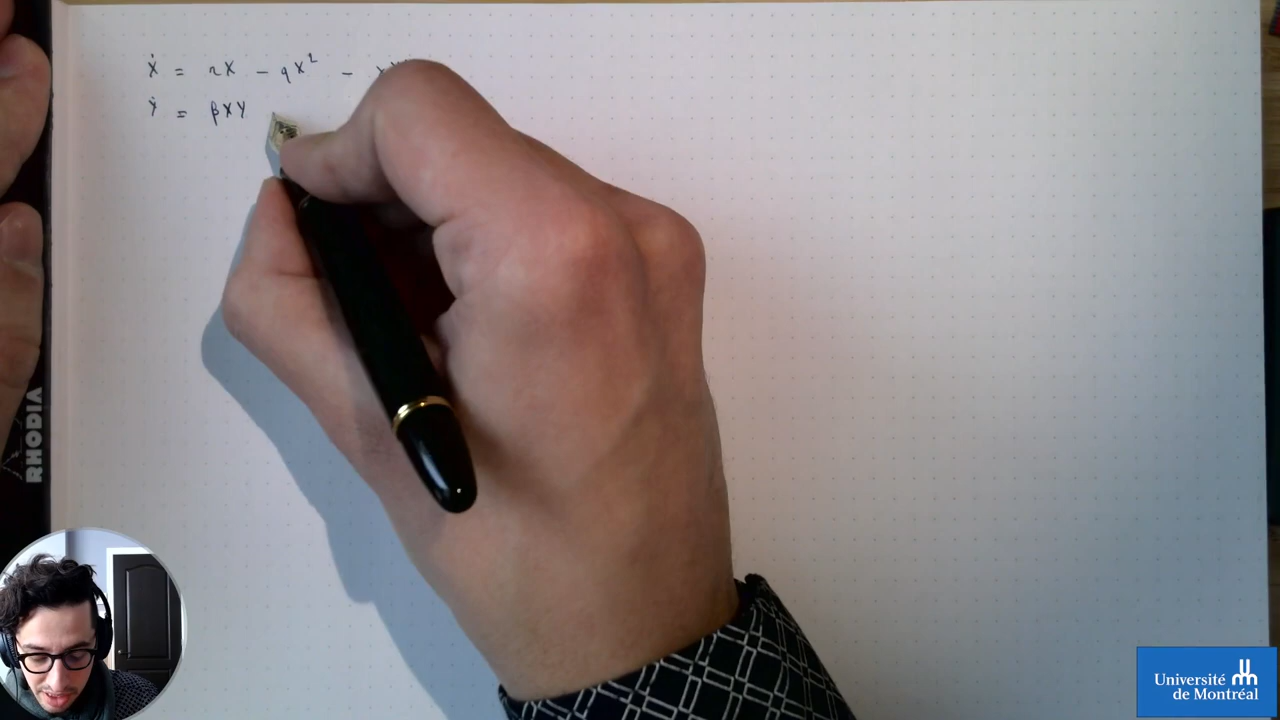 Ẋ = rX - qX² -
Ẏ = βXY
RHODIA
Université
de Montréal